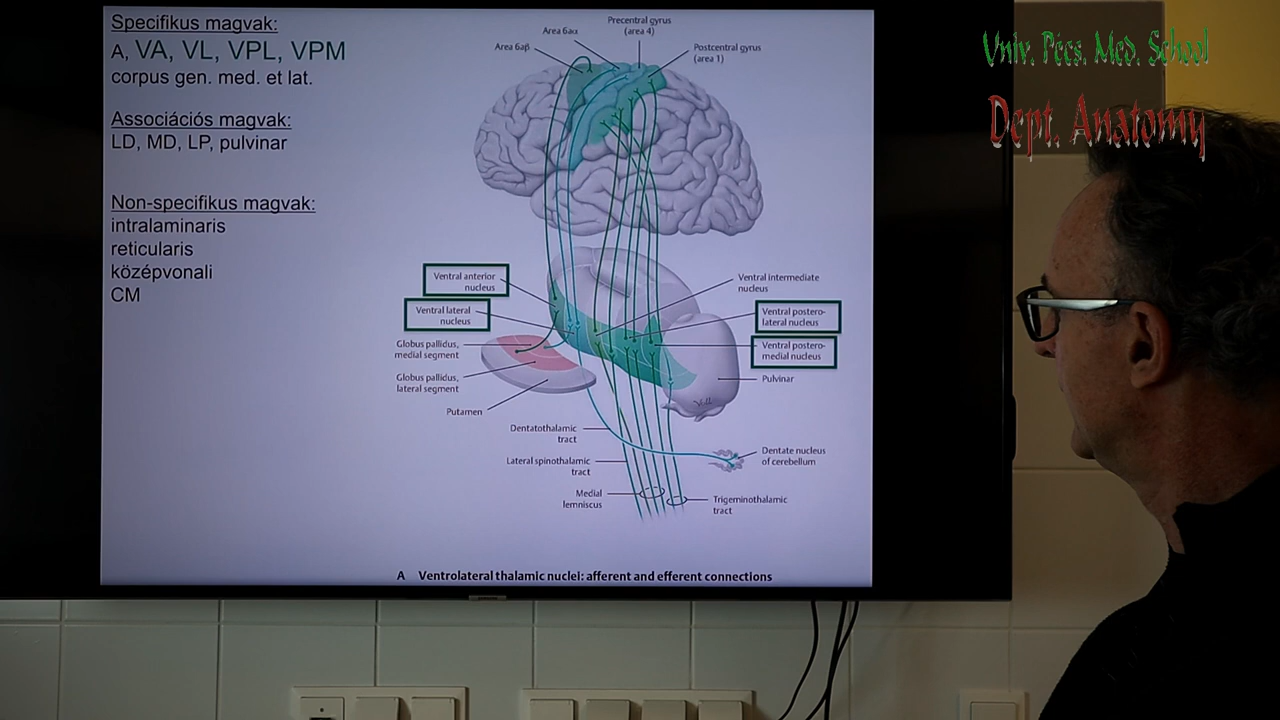 Specifikus magvak:
A, VA, VL, VPL, VPM
corpus gen. med. et lat.
Associációs magvak:
LD, MD, LP, pulvinar
Non-specifikus magvak:
intralaminaris
reticularis
középvonali
CM
Precentral gyrus
(area 4)
Area 6aα
Area 6aβ
Postcentral gyrus
(area 1)
Ventral anterior
nucleus
Ventral lateral
nucleus
Globus pallidus,
medial segment
Globus pallidus,
lateral segment
Putamen
Ventral intermediate
nucleus
Ventral postero-
lateral nucleus
Ventral postero-
medial nucleus
Pulvinar
Dentatothalamic
tract
Lateral spinothalamic
tract
Medial
lemniscus
Dentate nucleus
of cerebellum
Trigeminothalamic
tract
A Ventrolateral thalamic nuclei: afferent and efferent connections
Univ. Pécs. Med. School
Dept. Anatomy